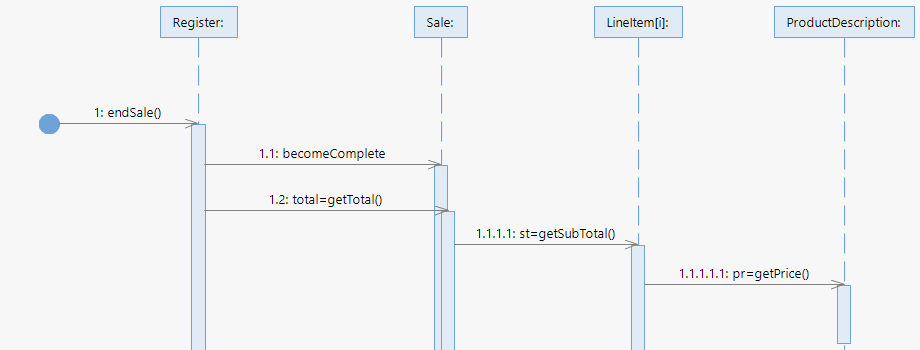 Register:
Sale:
LineItem[i]:
ProductDescription:
1: endSale()
1.1: becomeComplete
1.2: total=getTotal()
1.1.1.1: st=getSubTotal()
1.1.1.1.1: pr=getPrice()